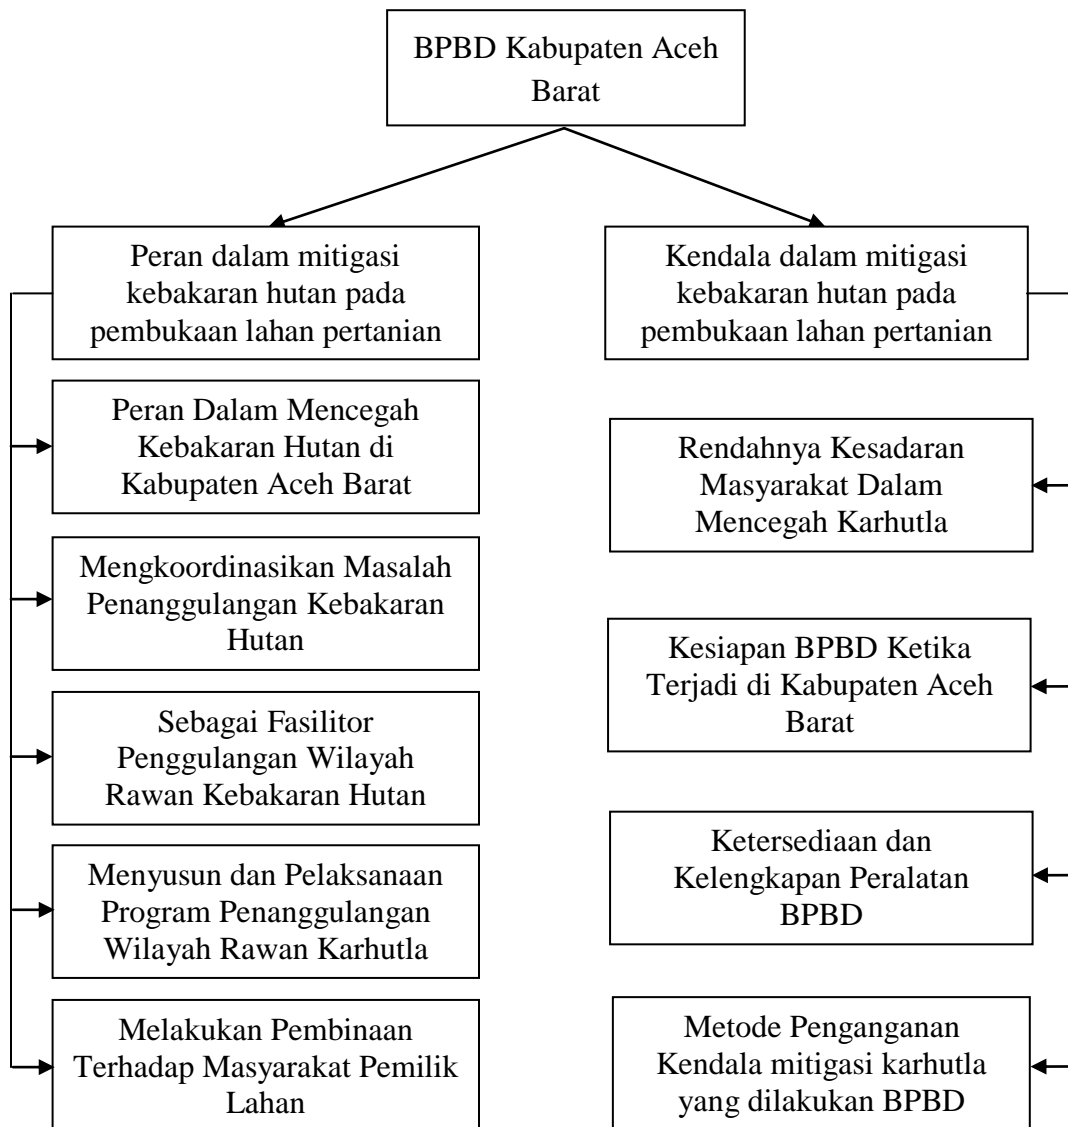 BPBD Kabupaten Aceh
Barat
Peran dalam mitigasi
kebakaran hutan pada
pembukaan lahan pertanian
Peran Dalam Mencegah
Kebakaran Hutan di
Kabupaten Aceh Barat
Mengkoordinasikan Masalah
Penanggulangan Kebakaran
Hutan
Sebagai Fasilitor
Penggulangan Wilayah
Rawan Kebakaran Hutan
Menyusun dan Pelaksanaan
Program Penanggulangan
Wilayah Rawan Karhutla
Melakukan Pembinaan
Terhadap Masyarakat Pemilik
Lahan
Kendala dalam mitigasi
kebakaran hutan pada
pembukaan lahan pertanian
Rendahnya Kesadaran
Masyarakat Dalam
Mencegah Karhutla
Kesiapan BPBD Ketika
Terjadi di Kabupaten Aceh
Barat
Ketersediaan dan
Kelengkapan Peralatan
BPBD
Metode Penganganan
Kendala mitigasi karhutla
yang dilakukan BPBD